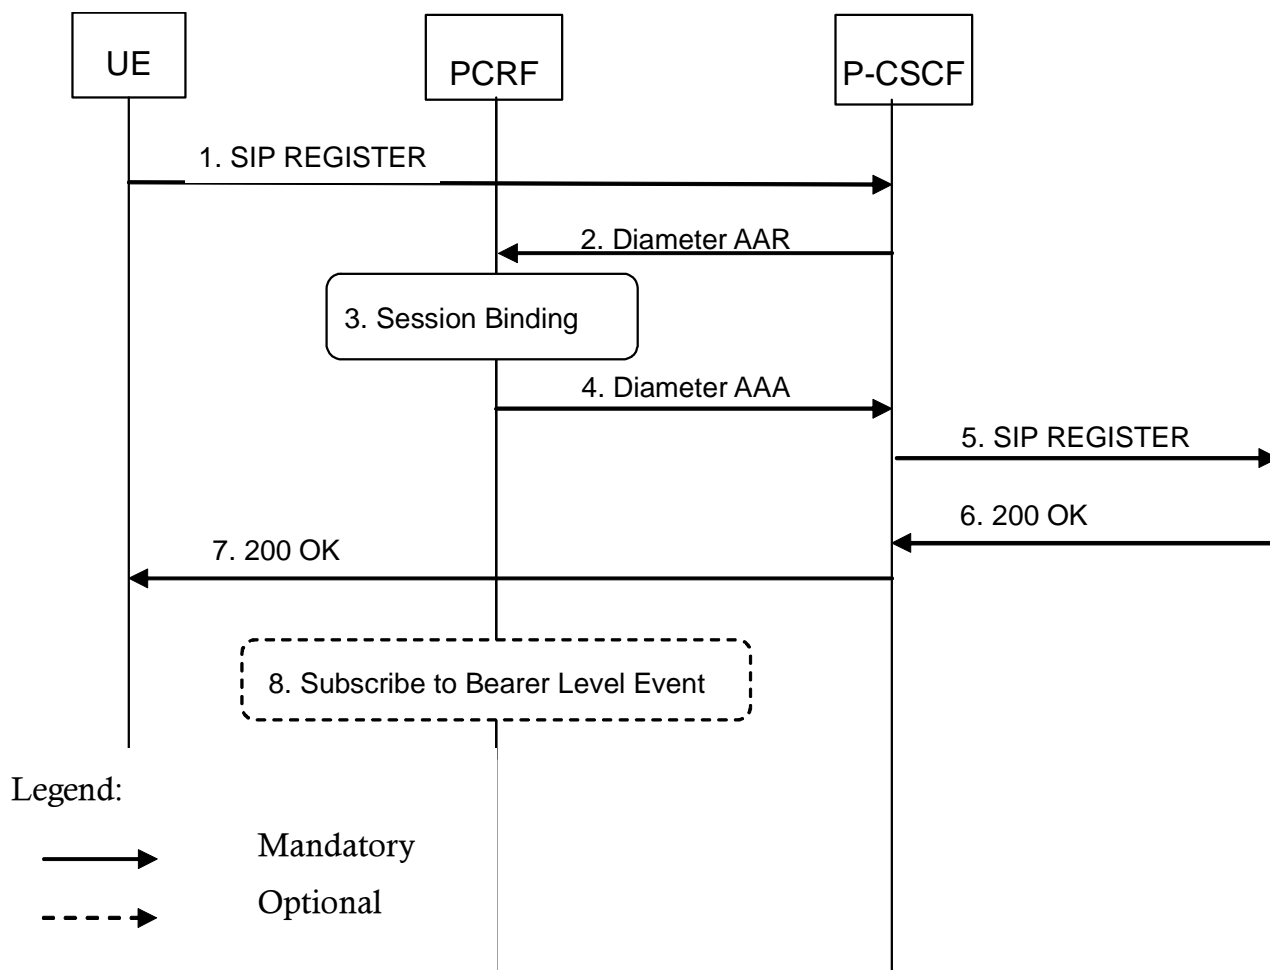 UE
PCRF
P-CSCF
1. SIP REGISTER
2. Diameter AAR
3. Session Binding
4. Diameter AAA
5. SIP REGISTER
6. 200 OK
7. 200 OK
8. Subscribe to Bearer Level Event
Legend:
Mandatory
Optional